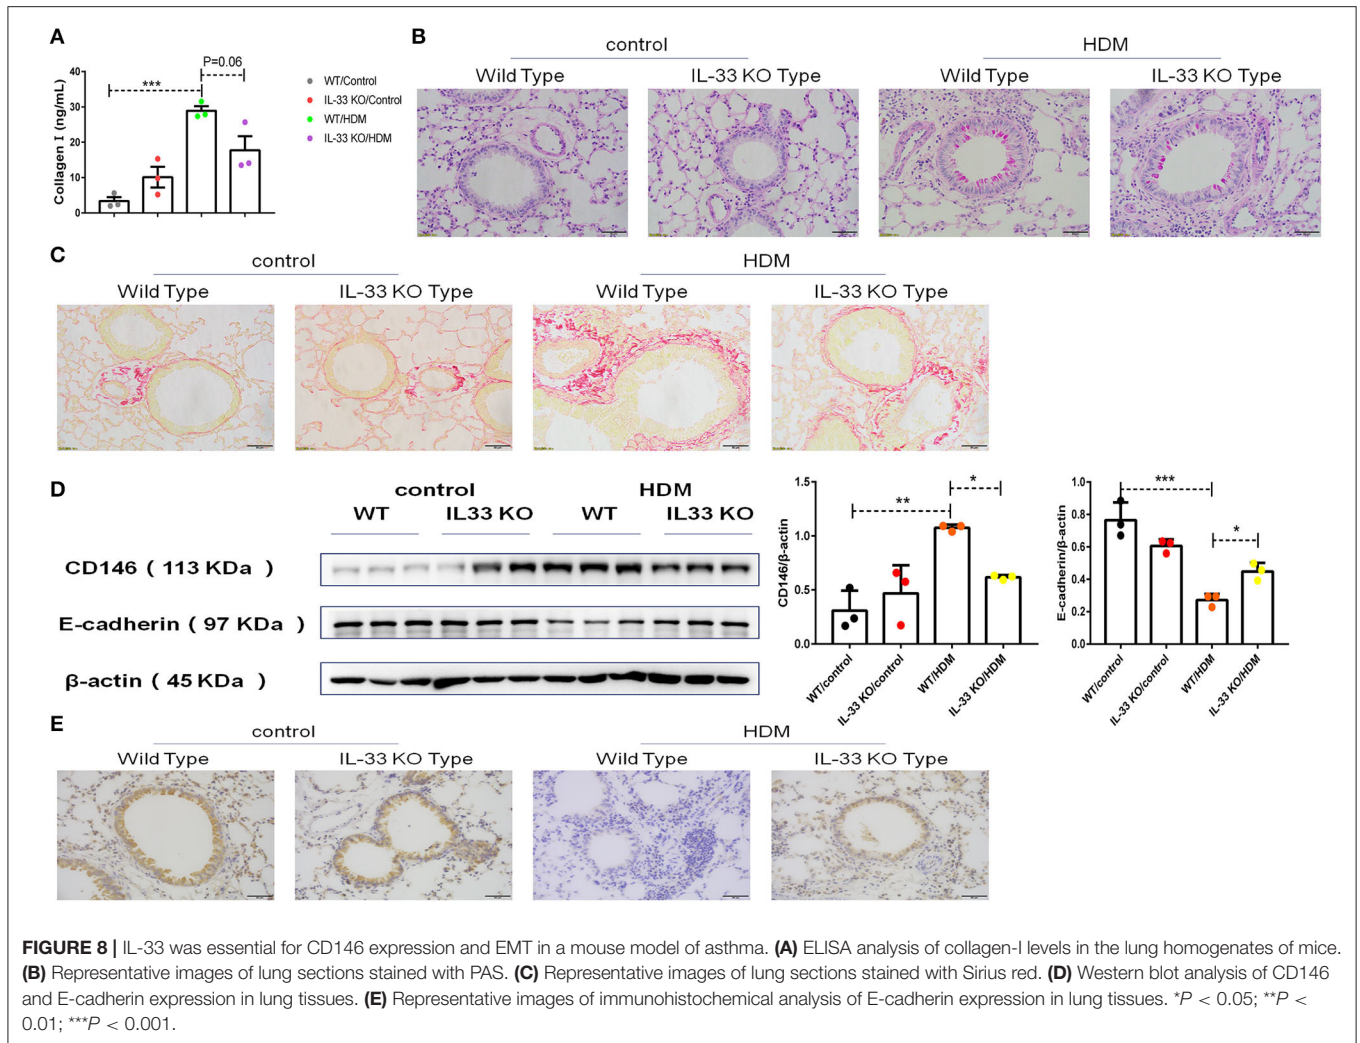 A
P=0.06
***
40
30
20
10
0
Collagen I (ng/mL)
WT/Control
IL-33 KO/Control
WT/HDM
IL-33 KO/HDM
B
control
HDM
Wild Type
IL-33 KO Type
Wild Type
IL-33 KO Type
C
control
HDM
Wild Type
IL-33 KO Type
Wild Type
IL-33 KO Type
D
control
HDM
WT
IL33 KO
WT
IL33 KO
CD146 ( 113 KDa )
E-cadherin ( 97 KDa )
β-actin ( 45 KDa )
1.5
1.0
0.5
0.0
CD146/β-actin
**
*
WT/control
IL-33 KO/control
WT/HDM
IL-33 KO/HDM
1.0
0.8
0.6
0.4
0.2
0.0
E-cadherin/β-actin
***
*
WT/control
IL-33 KO/control
WT/HDM
IL-33 KO/HDM
E
control
HDM
Wild Type
IL-33 KO Type
Wild Type
IL-33 KO Type
FIGURE 8 | IL-33 was essential for CD146 expression and EMT in a mouse model of asthma. (A) ELISA analysis of collagen-I levels in the lung homogenates of mice.
(B) Representative images of lung sections stained with PAS. (C) Representative images of lung sections stained with Sirius red. (D) Western blot analysis of CD146
and E-cadherin expression in lung tissues. (E) Representative images of immunohistochemical analysis of E-cadherin expression in lung tissues. *P < 0.05; **P <
0.01; ***P < 0.001.